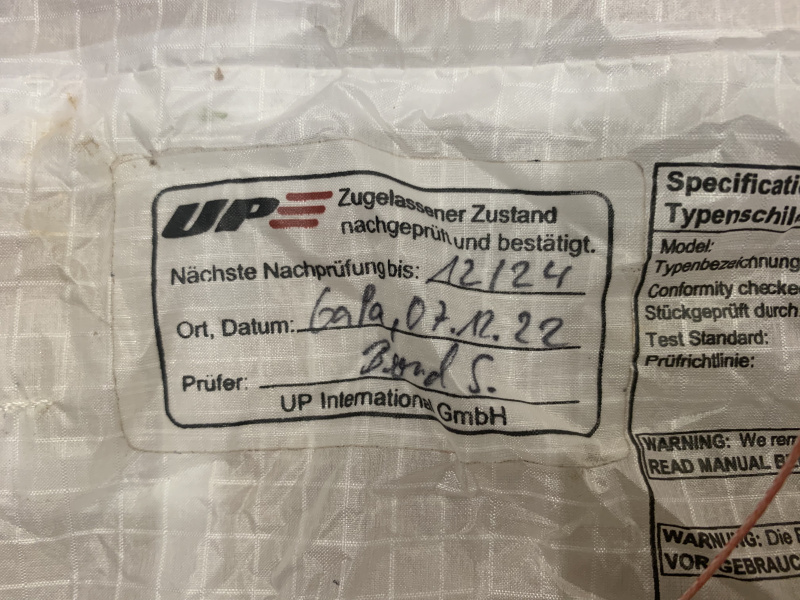 UP
Zugelassener Zustand
nachgeprüft und bestätigt.
Nächste Nachprüfung bis: 12/24
Ort, Datum: GaPa, 07.12.22
Prüfer: Bernd S.
UP International GmbH
Specificati
Typenschil
Model:
Typenbezeichnung
Conformity checke
Stückgeprüft durch
Test Standard:
Prüfrichtlinie:
WARNING: We rem
READ MANUAL B
WARNUNG: Die B
VOR GEBRAUC